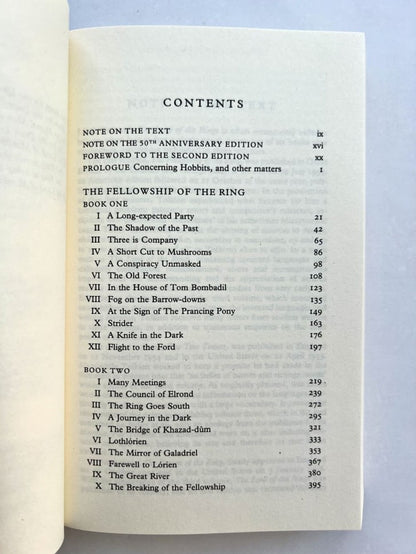 CONTENTS
NOTE ON THE TEXT ix
NOTE ON THE 50TH ANNIVERSARY EDITION xvi
FOREWORD TO THE SECOND EDITION xx
PROLOGUE Concerning Hobbits, and other matters 1
THE FELLOWSHIP OF THE RING
BOOK ONE
I A Long-expected Party 21
II The Shadow of the Past 42
III Three is Company 65
IV A Short Cut to Mushrooms 86
V A Conspiracy Unmasked 98
VI The Old Forest 108
VII In the House of Tom Bombadil 123
VIII Fog on the Barrow-downs 135
IX At the Sign of The Prancing Pony 149
X Strider 163
XI A Knife in the Dark 176
XII Flight to the Ford 197
BOOK TWO
I Many Meetings 219
II The Council of Elrond 239
III The Ring Goes South 272
IV A Journey in the Dark 295
V The Bridge of Khazad-dûm 321
VI Lothlórien 333
VII The Mirror of Galadriel 353
VIII Farewell to Lórien 367
IX The Great River 380
X The Breaking of the Fellowship 395